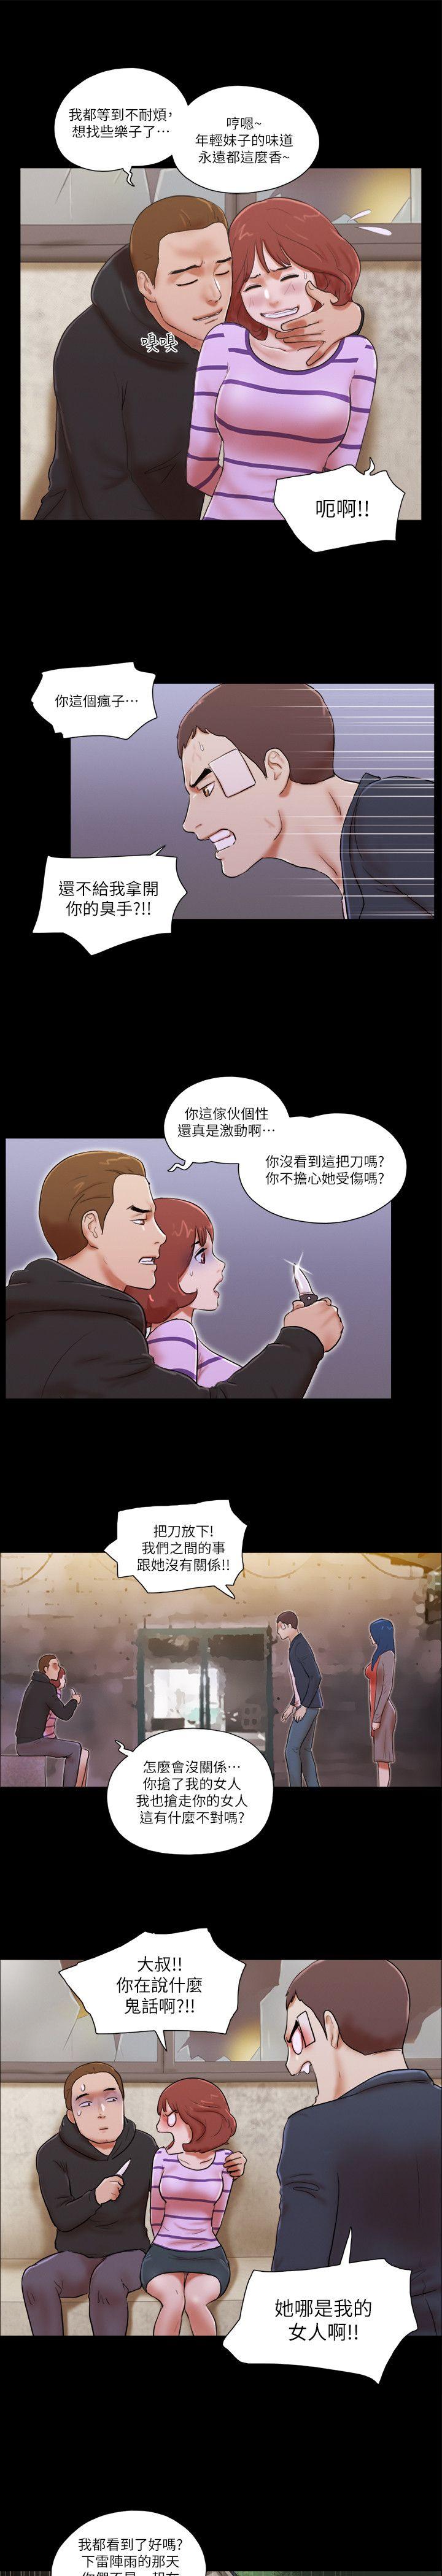 我都等到不耐煩，
想找些樂子了…
哼嗯~
年輕妹子的味道
永遠都這麼香~
嗅嗅
呃啊!!
你這個瘋子…
還不給我拿開
你的臭手?!!
你這傢伙個性
還真是激動啊…
你沒看到這把刀嗎?
你不擔心她受傷嗎?
把刀放下!
我們之間的事
跟她沒有關係!!
怎麼會沒關係…
你搶了我的女人
我也搶走你的女人
這有什麼不對嗎?
大叔!!
你在說什麼
鬼話啊?!!
她哪是我的
女人啊!!
我都看到了好嗎?
下雷陣雨的那天